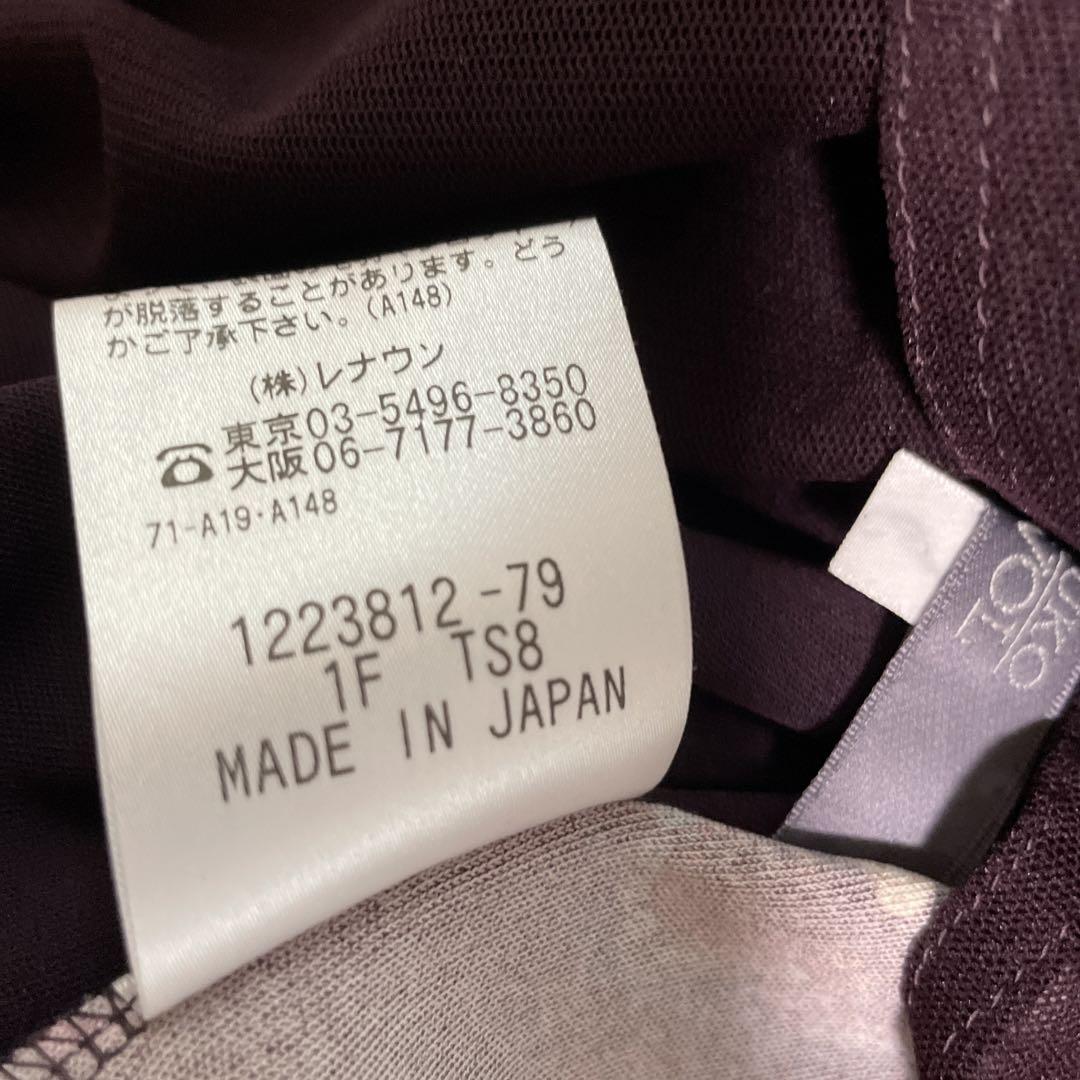 が脱落することがあります。どう
かご了承下さい。(A148)
(株)レナウン
東京03-5496-8350
大阪06-7177-3860
71-A19・A148
1223812-79
1F TS8
MADE IN JAPAN